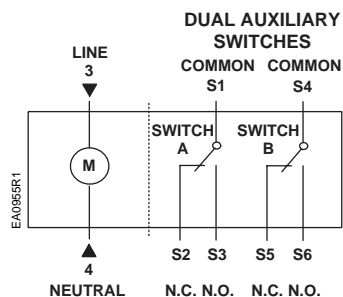 DUAL AUXILIARY
SWITCHES
LINE
3
COMMON COMMON
S1 S4
SWITCH
A
SWITCH
B
M
EA0955R1
4
NEUTRAL
S2 S3 S5 S6
N.C. N.O. N.C. N.O.